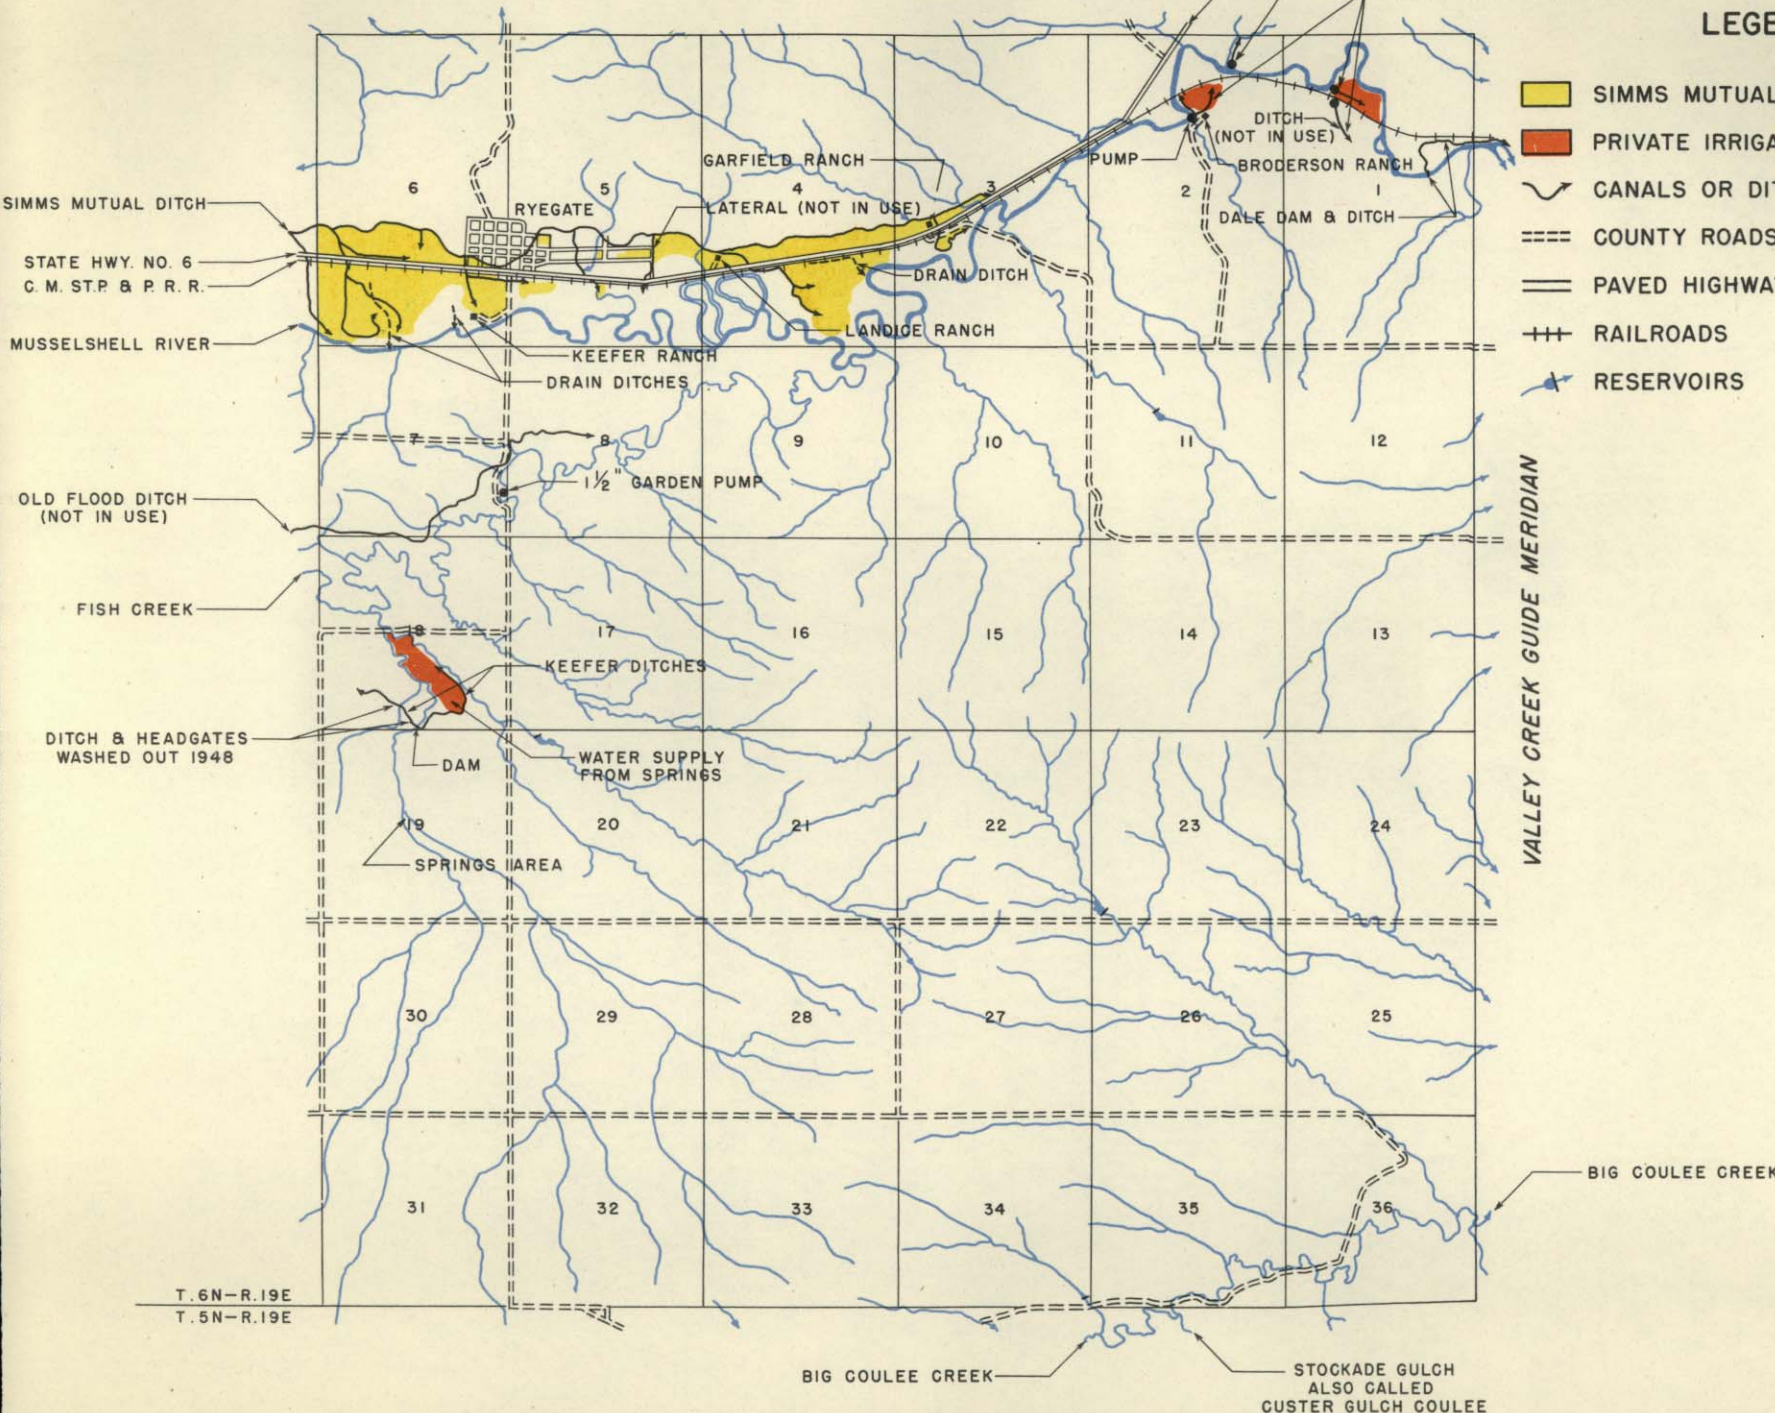 LEGE
SIMMS MUTUAL
PRIVATE IRRIGA
CANALS OR DIT
COUNTY ROADS
PAVED HIGHWA
RAILROADS
RESERVOIRS
GARFIELD RANCH
PUMP
DITCH
(NOT IN USE)
BRODERSON RANCH
6
5
4
3
2
1
SIMMS MUTUAL DITCH
RYEGATE
LATERAL (NOT IN USE)
DALE DAM & DITCH
STATE HWY. NO. 6
C. M. ST.P. & P. R. R.
DRAIN DITCH
MUSSELSHELL RIVER
LANDICE RANCH
KEEFER RANCH
DRAIN DITCHES
7
8
9
10
11
12
1½" GARDEN PUMP
OLD FLOOD DITCH
(NOT IN USE)
VALLEY CREEK GUIDE MERIDIAN
FISH CREEK
18
17
16
15
14
13
KEEFER DITCHES
DITCH & HEADGATES
WASHED OUT 1948
DAM
WATER SUPPLY
FROM SPRINGS
19
20
21
22
23
24
SPRINGS AREA
30
29
28
27
26
25
31
32
33
34
35
36
BIG COULEE CREEK
T.6N-R.19E
T.5N-R.19E
BIG COULEE CREEK
STOCKADE GULCH
ALSO CALLED
CUSTER GULCH COULEE